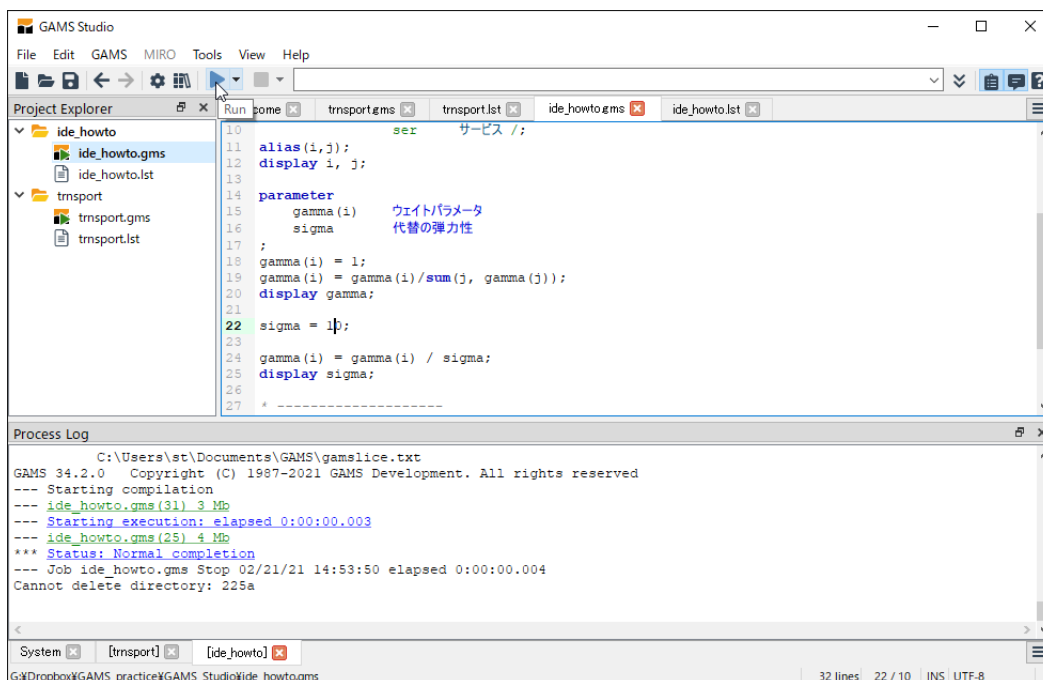 GAMS Studio
File Edit GAMS MIRO Tools View Help
Project Explorer
Run
ome trnsport.gms trnsport.lst ide_howto.gms ide_howto.lst
ide_howto
ide_howto.gms
ide_howto.lst
trnsport
trnsport.gms
trnsport.lst
10 ser サービス /;
11 alias(i,j);
12 display i, j;
13
14 parameter
15 gamma(i) ウェイトパラメータ
16 sigma 代替の弾力性
17 ;
18 gamma(i) = 1;
19 gamma(i) = gamma(i)/sum(j, gamma(j));
20 display gamma;
21
22 sigma = 10;
23
24 gamma(i) = gamma(i) / sigma;
25 display sigma;
26
27 * --------------------
Process Log
C:\Users\st\Documents\GAMS\gamslice.txt
GAMS 34.2.0 Copyright (C) 1987-2021 GAMS Development. All rights reserved
--- Starting compilation
--- ide_howto.gms(31) 3 Mb
--- Starting execution: elapsed 0:00:00.003
--- ide_howto.gms(25) 4 Mb
*** Status: Normal completion
--- Job ide_howto.gms Stop 02/21/21 14:53:50 elapsed 0:00:00.004
Cannot delete directory: 225a
System [trnsport] [ide_howto]
G:¥Dropbox¥GAMS_practice¥GAMS_Studio¥ide_howto.gms 32 lines 22 / 10 INS UTF-8